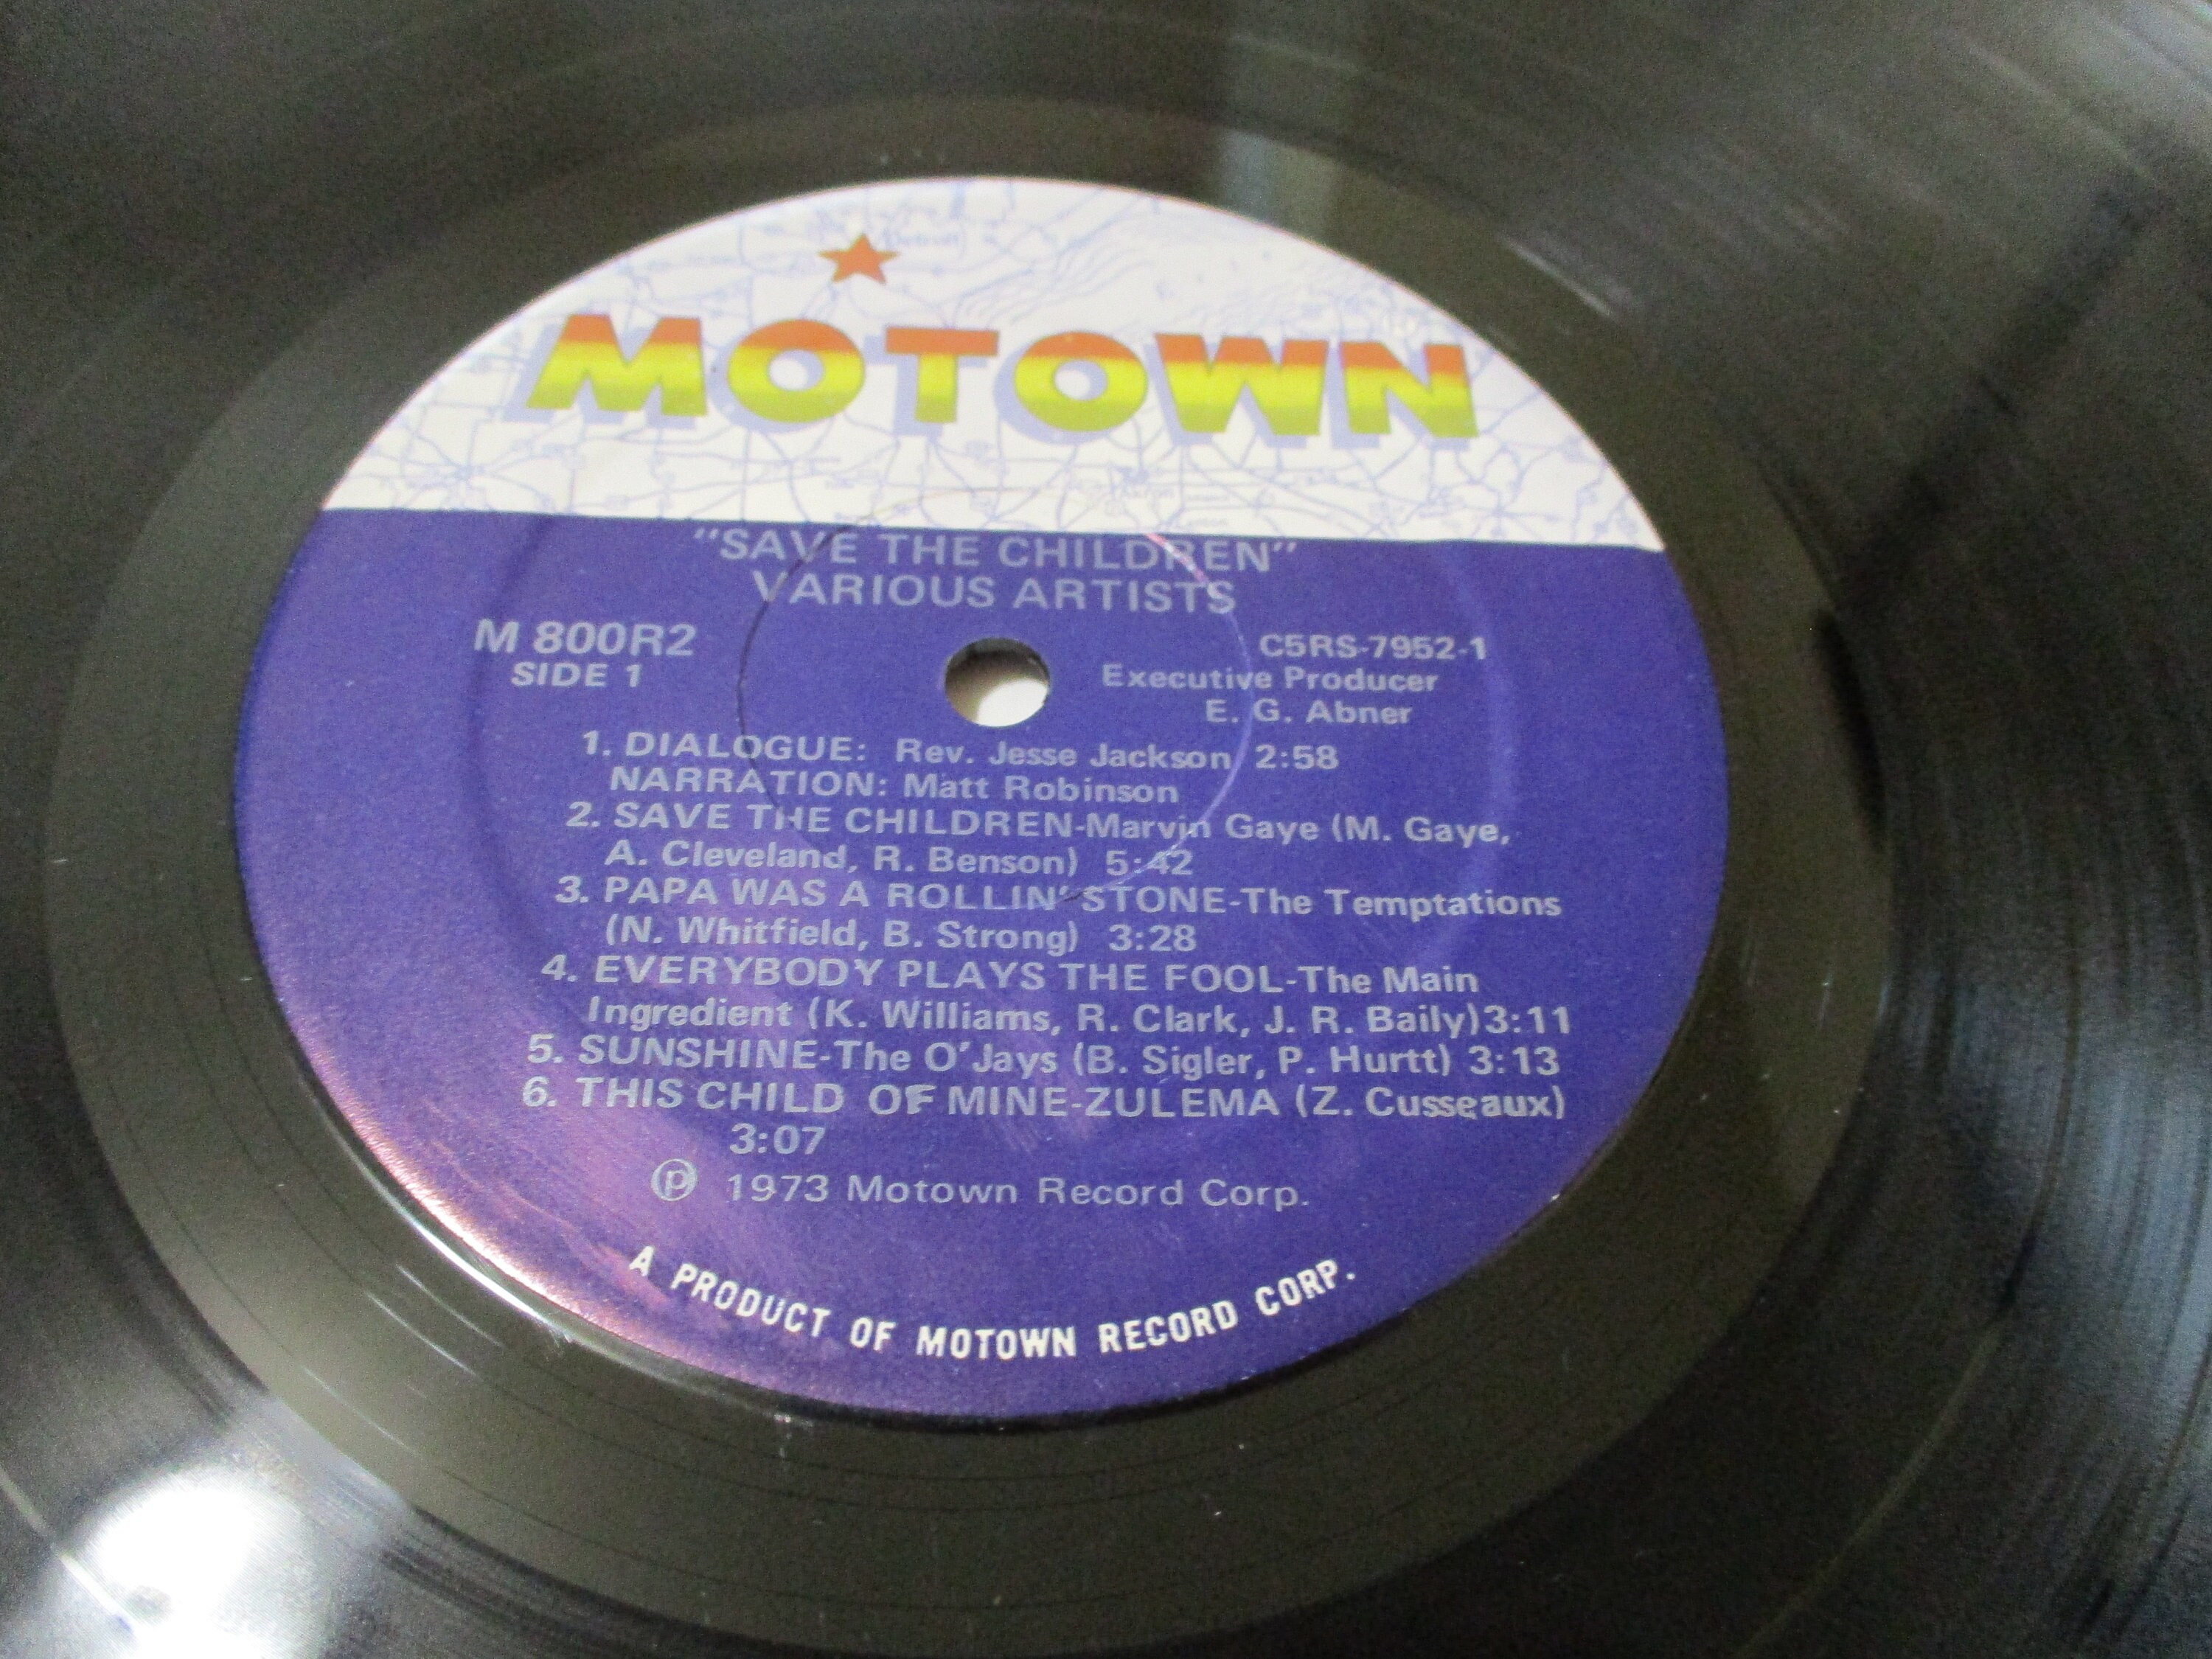 Detroit
MOTOWN
"SAVE THE CHILDREN"
VARIOUS ARTISTS
M 800R2
SIDE 1
C5RS-7952-1
Executive Producer
E. G. Abner
1. DIALOGUE: Rev. Jesse Jackson 2:58
NARRATION: Matt Robinson
2. SAVE THE CHILDREN-Marvin Gaye (M. Gaye,
A. Cleveland, R. Benson) 5:42
3. PAPA WAS A ROLLIN' STONE-The Temptations
(N. Whitfield, B. Strong) 3:28
4. EVERYBODY PLAYS THE FOOL-The Main
Ingredient (K. Williams, R. Clark, J. R. Baily)3:11
5. SUNSHINE-The O'Jays (B. Sigler, P. Hurtt) 3:13
6. THIS CHILD OF MINE-ZULEMA (Z. Cusseaux)
3:07
℗ 1973 Motown Record Corp.
A PRODUCT OF MOTOWN RECORD CORP.